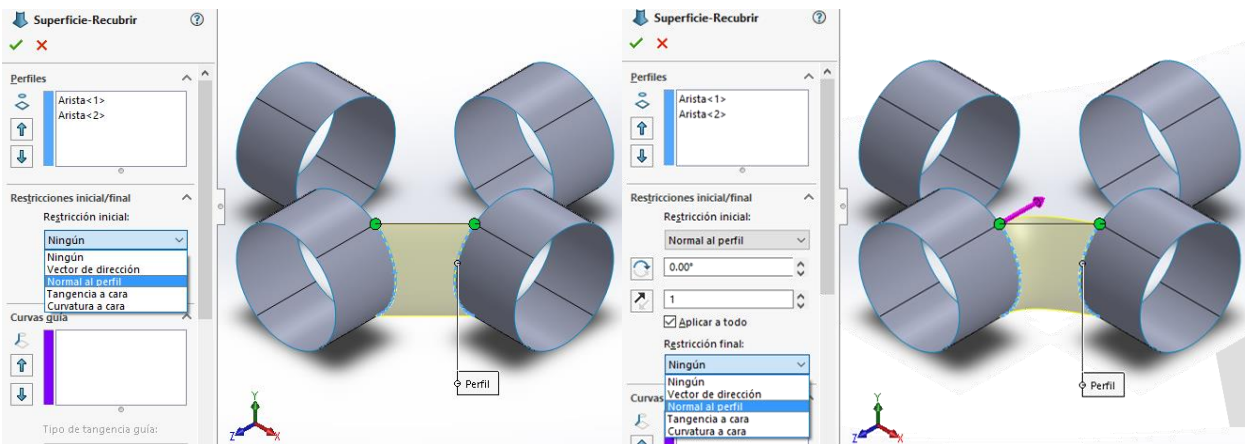 Superficie-Recubrir
Perfiles
Arista<1>
Arista<2>
Restricciones inicial/final
Restricción inicial:
Ningún
Ningún
Vector de dirección
Normal al perfil
Tangencia a cara
Curvatura a cara
Curvas guía
Tipo de tangencia guía:
Perfil
Y
Z
X
Superficie-Recubrir
Perfiles
Arista<1>
Arista<2>
Restricciones inicial/final
Restricción inicial:
Normal al perfil
0.00°
1
Aplicar a todo
Restricción final:
Ningún
Ningún
Vector de dirección
Normal al perfil
Tangencia a cara
Curvatura a cara
Curvas
Perfil
Y
Z
X